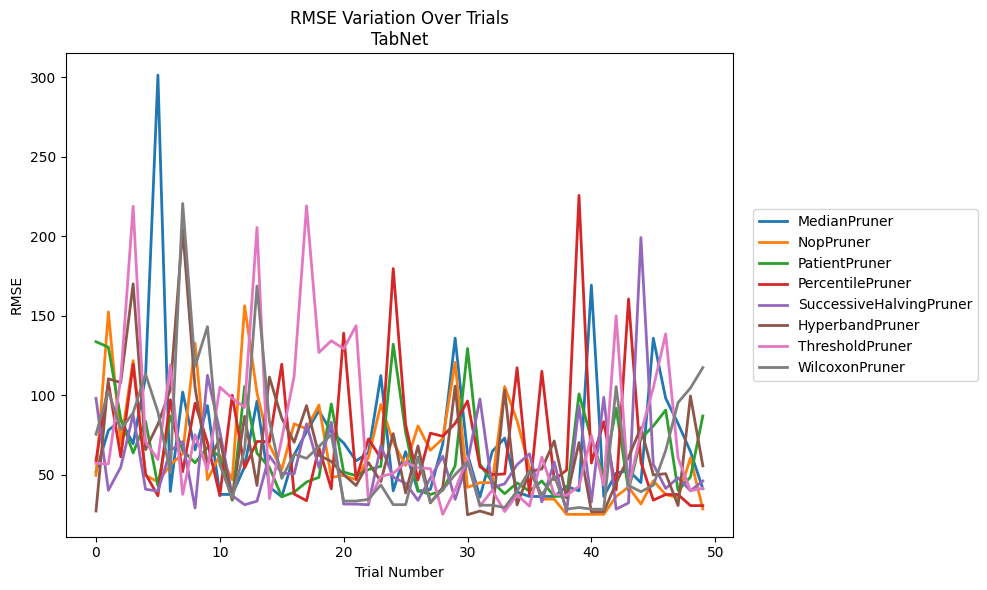 RMSE Variation Over Trials
TabNet
300
250
200
150
100
50
RMSE
0
10
20
30
40
50
Trial Number
MedianPruner
NopPruner
PatientPruner
PercentilePruner
SuccessiveHalvingPruner
HyperbandPruner
ThresholdPruner
WilcoxonPruner